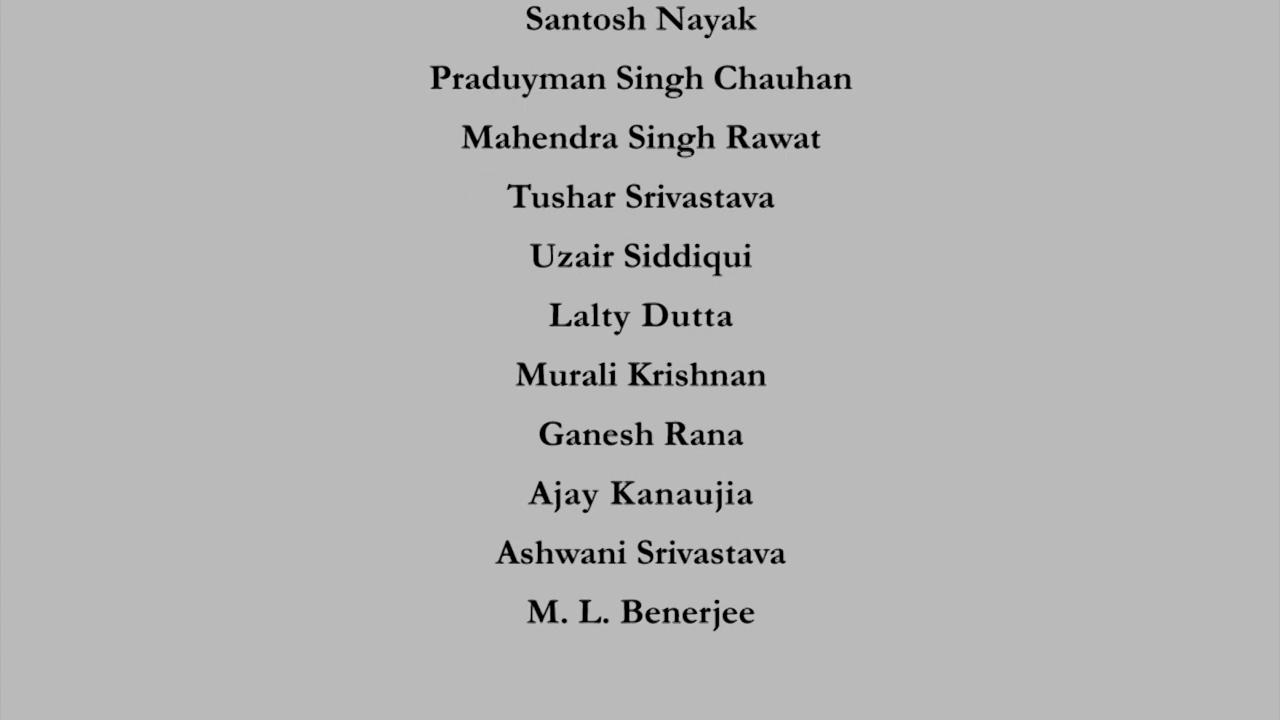 Santosh Nayak
Praduyman Singh Chauhan
Mahendra Singh Rawat
Tushar Srivastava
Uzair Siddiqui
Lalty Dutta
Murali Krishnan
Ganesh Rana
Ajay Kanaujia
Ashwani Srivastava
M. L. Benerjee